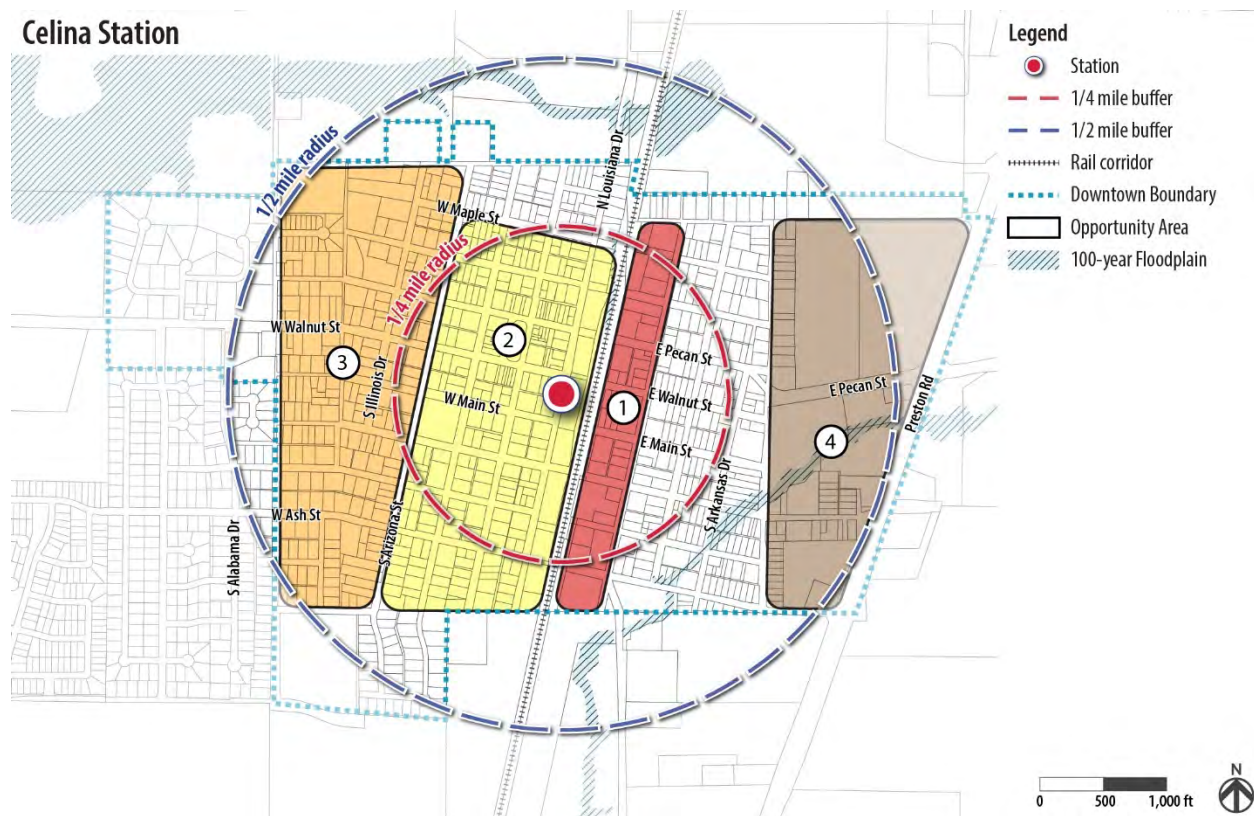 Celina Station
Legend
Station
1/4 mile buffer
1/2 mile buffer
Rail corridor
Downtown Boundary
Opportunity Area
100-year Floodplain
1/2 mile radius
N Louisiana Dr
W Maple St
1/4 mile radius
W Walnut St
2
3
S Illinois Dr
E Pecan St
E Pecan St
Preston Rd
W Main St
1
E Walnut St
E Main St
4
S Arkansas Dr
W Ash St
S Arizona St
S Alabama Dr
N
0 500 1,000 ft